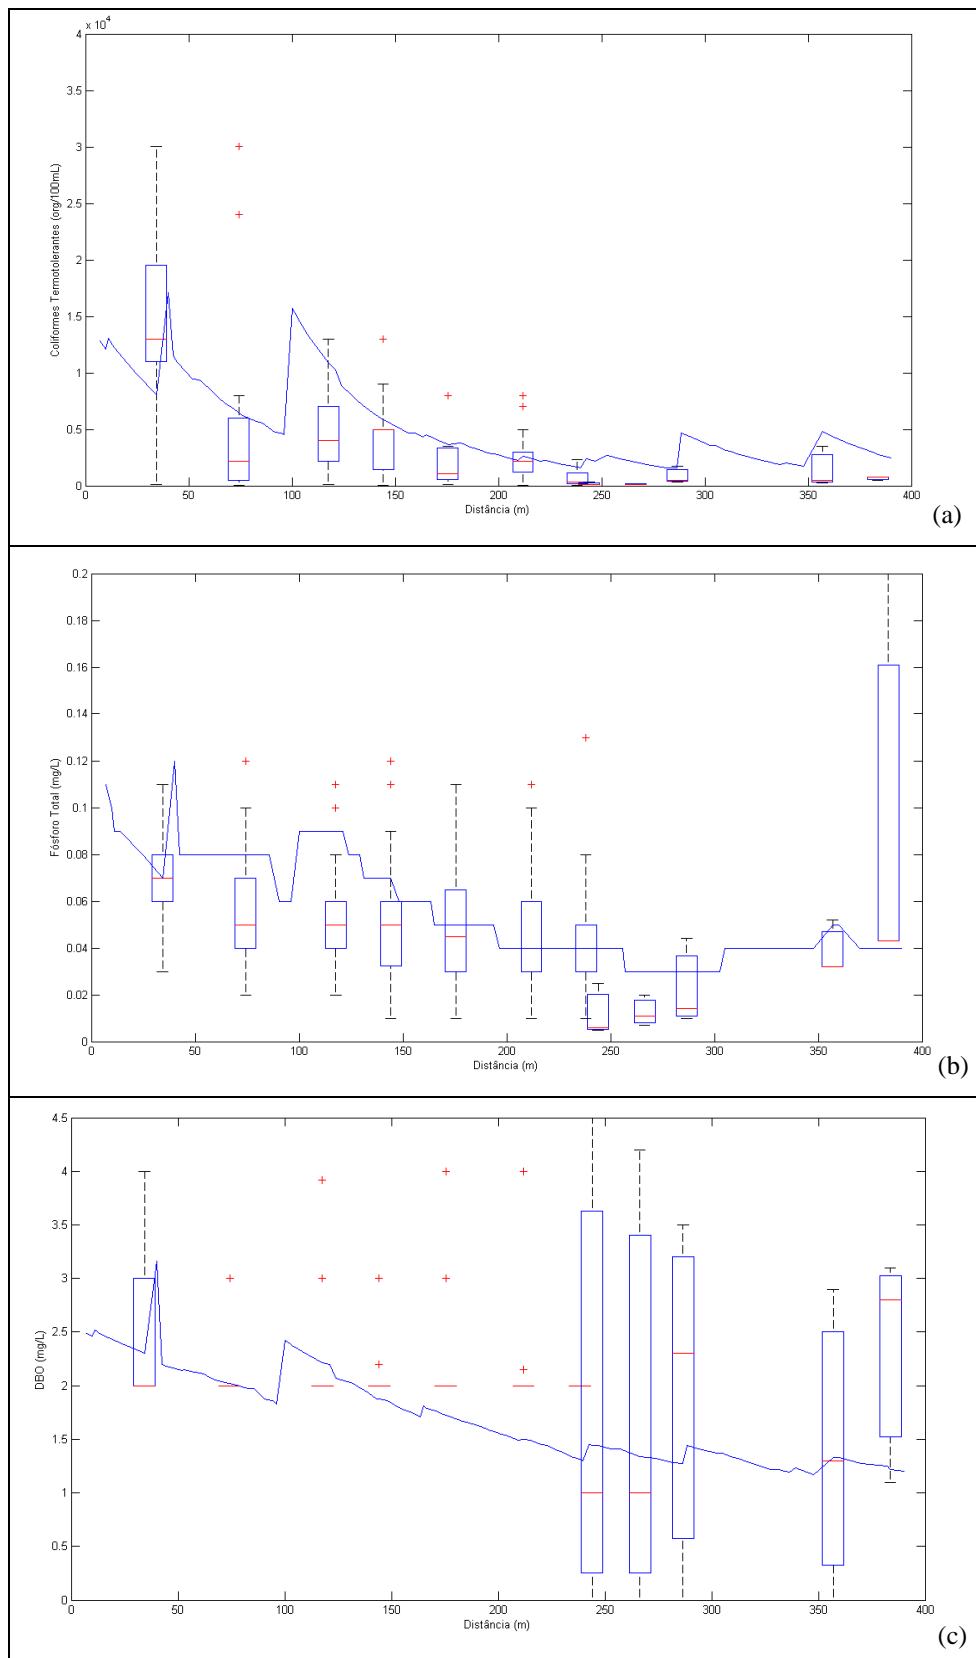 x 10⁴
4
3.5
3
2.5
2
1.5
1
0.5
0
Coliformes Termotolerantes (org/100mL)
0 50 100 150 200 250 300 350 400
Distância (m)
(a)
0.2
0.18
0.16
0.14
0.12
0.1
0.08
0.06
0.04
0.02
0
Fósforo Total (mg/L)
0 50 100 150 200 250 300 350 400
Distância (m)
(b)
4.5
4
3.5
3
2.5
2
1.5
1
0.5
0
DBO (mg/L)
0 50 100 150 200 250 300 350 400
Distância (m)
(c)